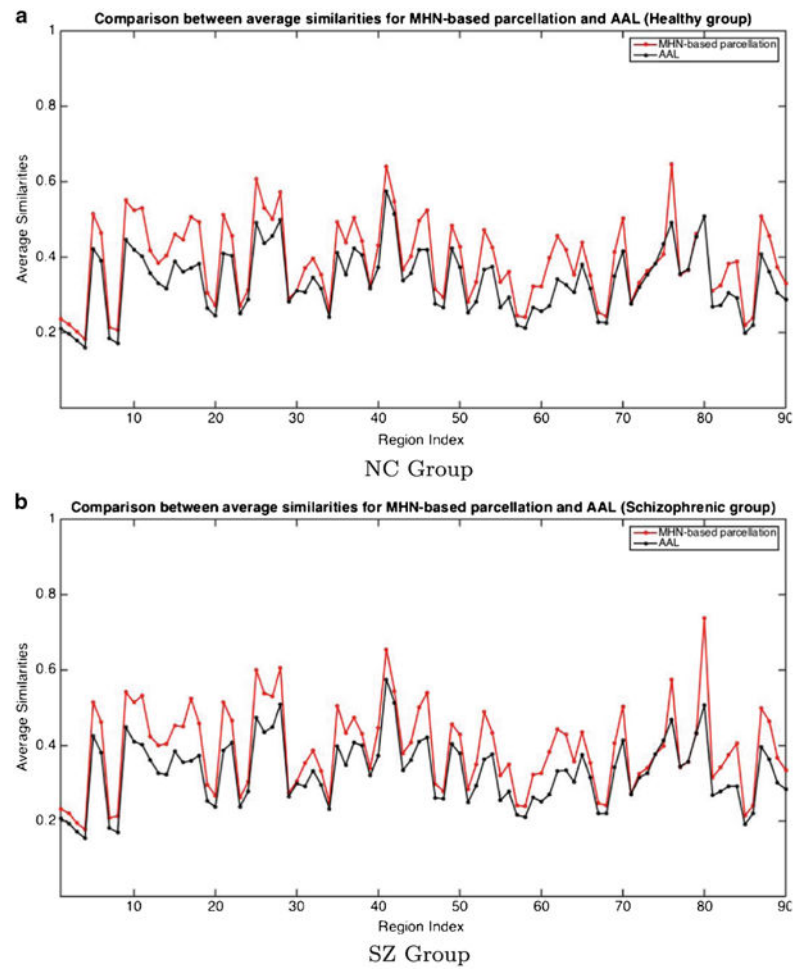 a
Comparison between average similarities for MHN-based parcellation and AAL (Healthy group)
1
0.8
0.6
0.4
0.2
Average Similarities
MHN-based parcellation
AAL
10 20 30 40 50 60 70 80 90
Region Index
NC Group
b
Comparison between average similarities for MHN-based parcellation and AAL (Schizophrenic group)
1
0.8
0.6
0.4
0.2
Average Similarities
MHN-based parcellation
AAL
10 20 30 40 50 60 70 80 90
Region Index
SZ Group